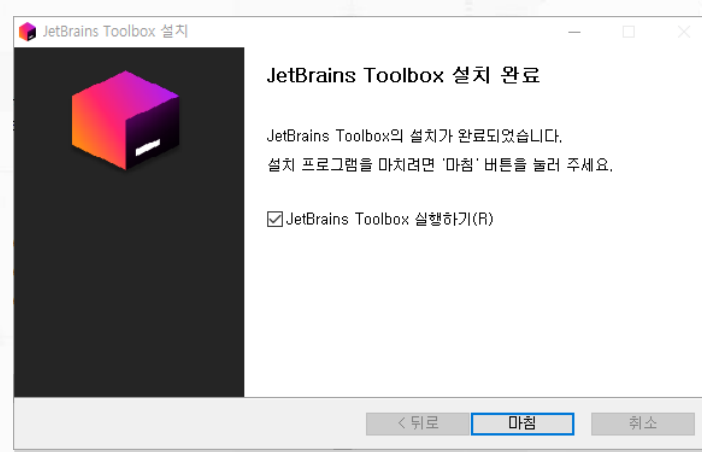 JetBrains Toolbox 설치
JetBrains Toolbox 설치 완료
JetBrains Toolbox의 설치가 완료되었습니다.
설치 프로그램을 마치려면 '마침' 버튼을 눌러 주세요.
JetBrains Toolbox 실행하기(R)
< 뒤로 마침 취소